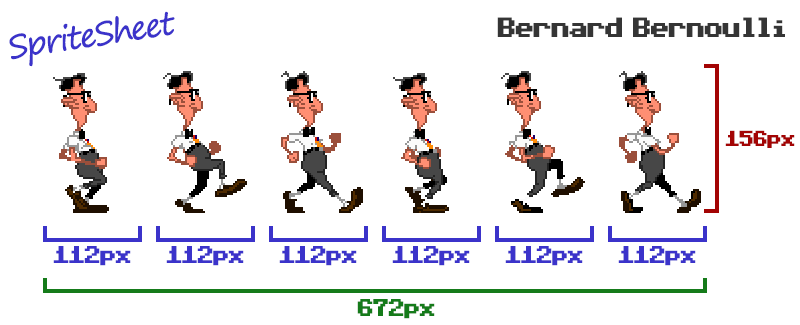 SpriteSheet
Bernard Bernoulli
156px
112px 112px 112px 112px 112px 112px
672px